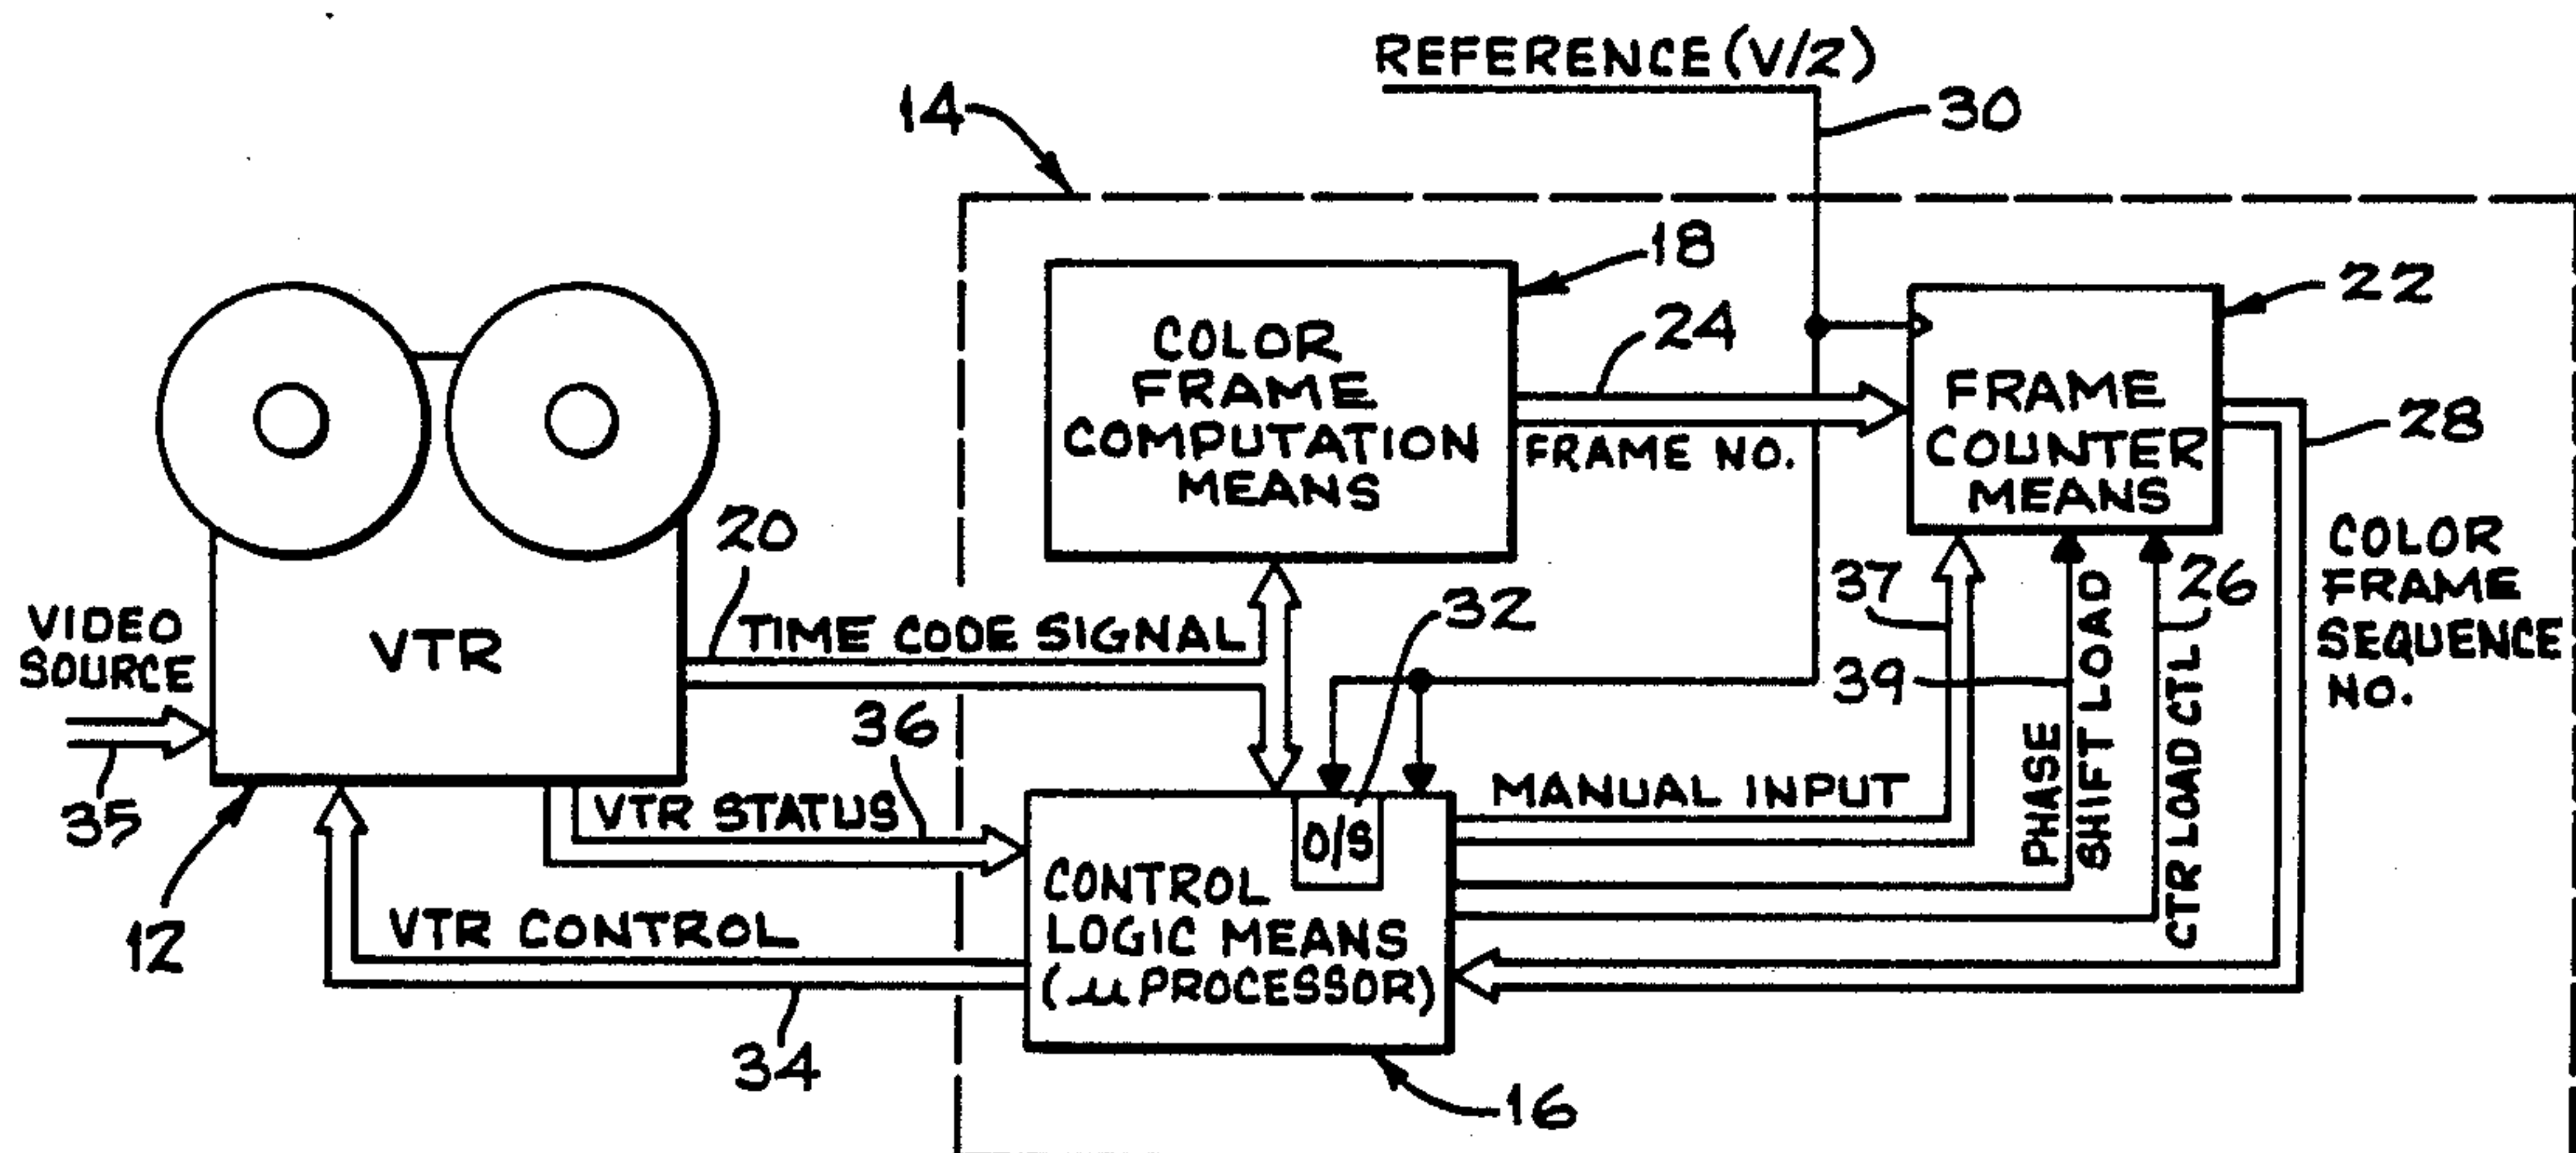 REFERENCE (V/2)
14
30
18
22
24
COLOR
FRAME
COMPUTATION
MEANS
FRAME NO.
FRAME
COUNTER
MEANS
28
COLOR
FRAME
SEQUENCE
NO.
20
VIDEO
SOURCE
VTR
TIME CODE SIGNAL
32
37
39
26
PHASE
SHIFT LOAD
CTR LOAD CTL
35
36
VTR STATUS
MANUAL INPUT
O/S
12
VTR CONTROL
CONTROL
LOGIC MEANS
(μ PROCESSOR)
34
16